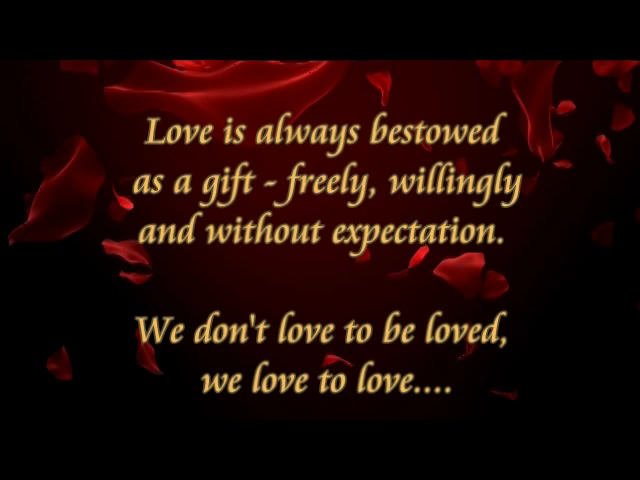 Love is always bestowed
as a gift - freely, willingly
and without expectation.
We don't love to be loved,
we love to love....